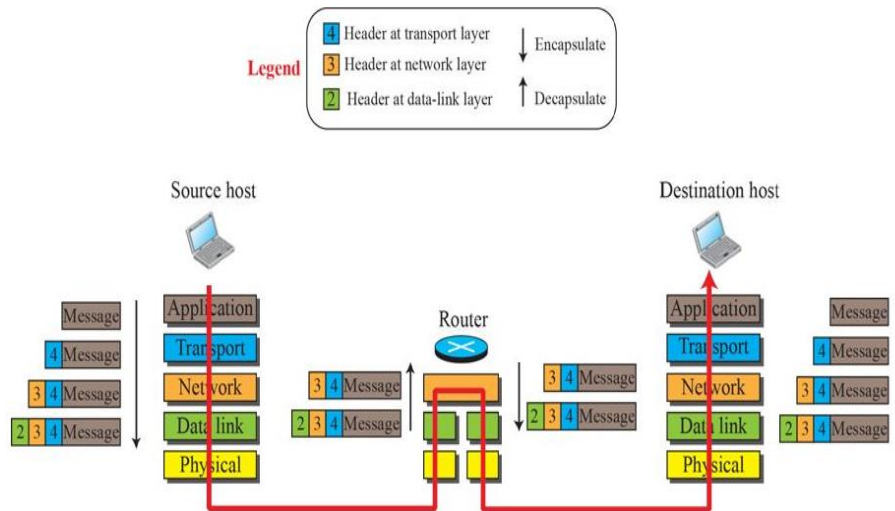 Legend
4 Header at transport layer
3 Header at network layer
2 Header at data-link layer
Encapsulate
Decapsulate
Source host
Destination host
Router
Message
4 Message
3 4 Message
2 3 4 Message
Application
Transport
Network
Data link
Physical
3 4 Message
2 3 4 Message
3 4 Message
2 3 4 Message
Application
Transport
Network
Data link
Physical
Message
4 Message
3 4 Message
2 3 4 Message